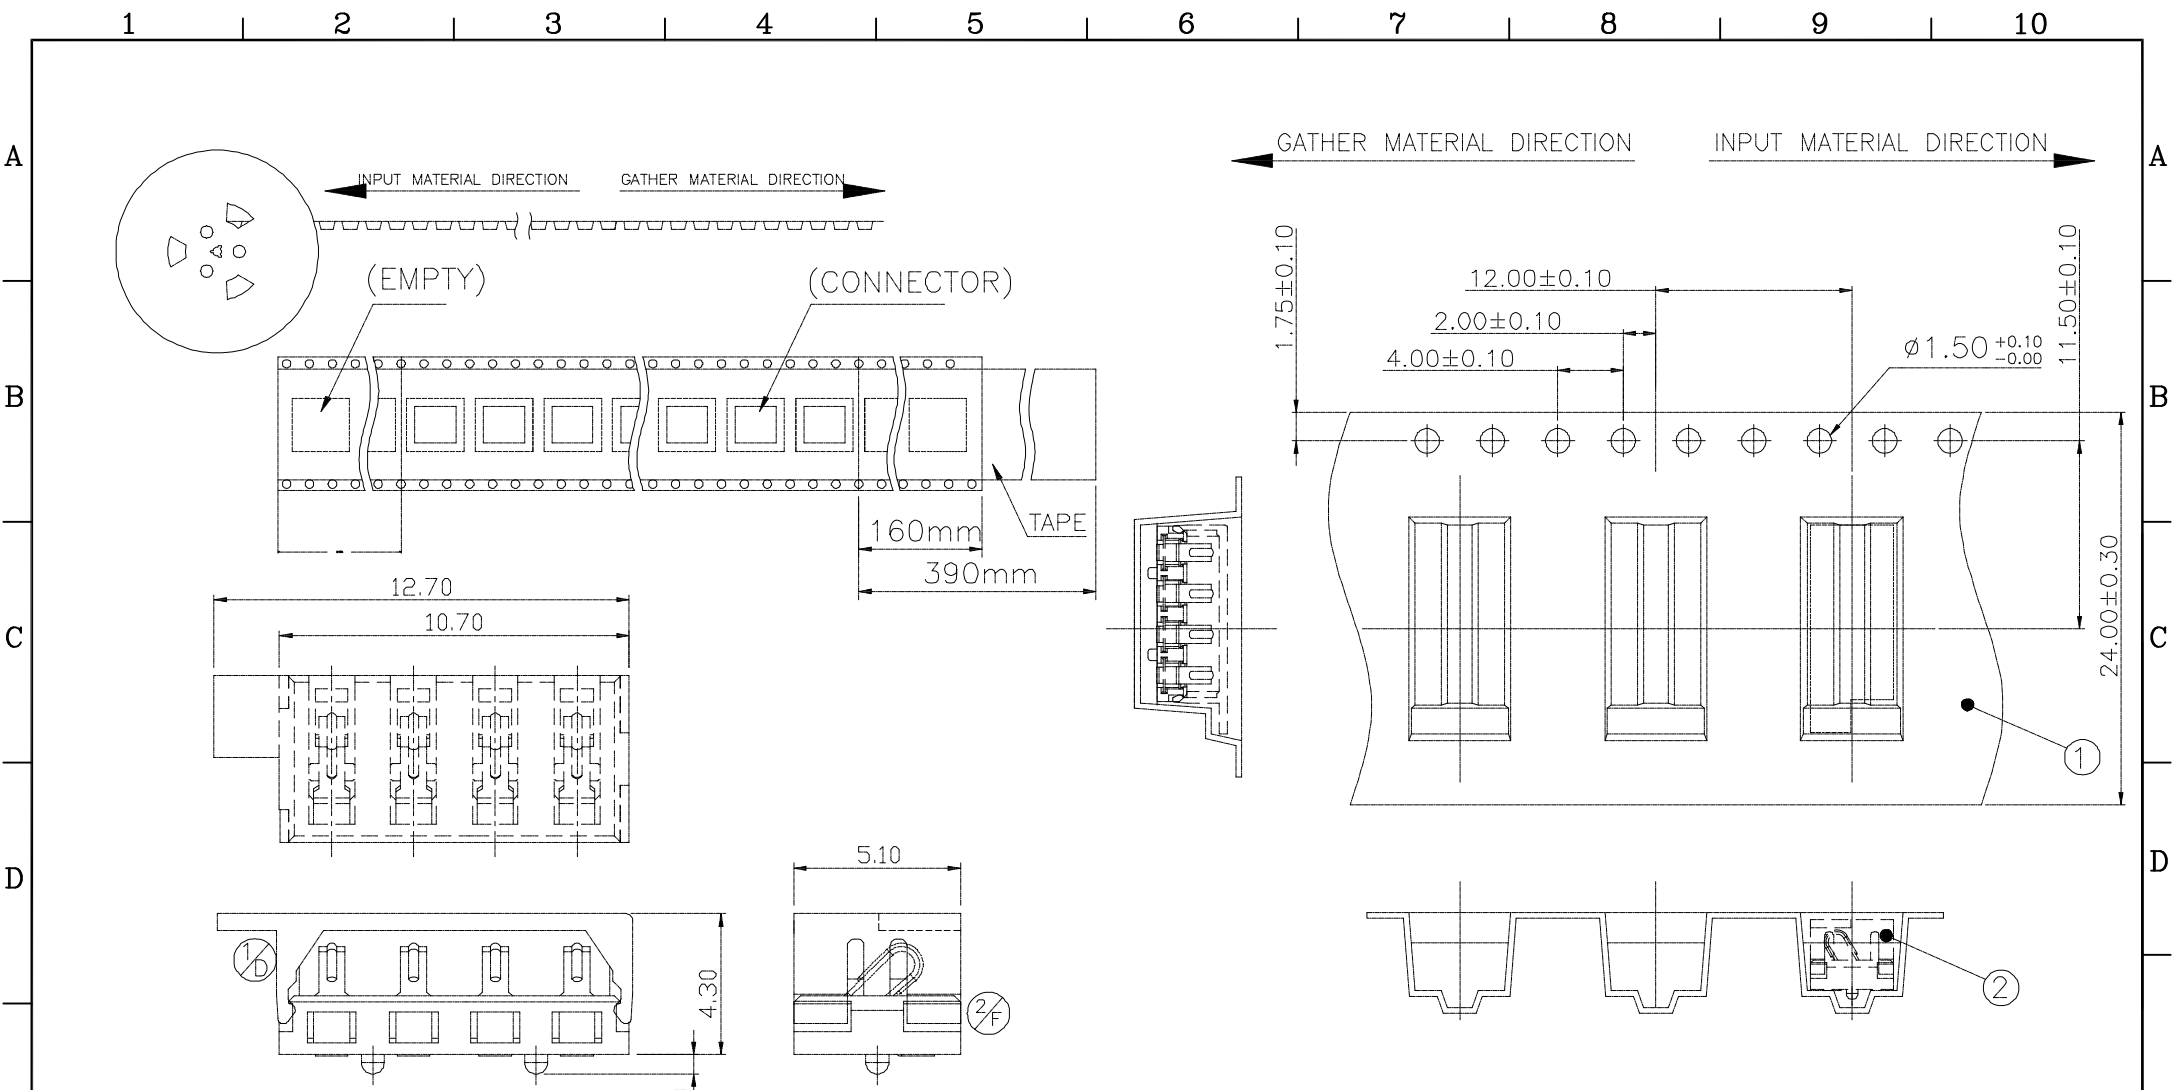 1 2 3 4 5 6 7 8 9 10
A A
GATHER MATERIAL DIRECTION INPUT MATERIAL DIRECTION
INPUT MATERIAL DIRECTION GATHER MATERIAL DIRECTION
(EMPTY) (CONNECTOR)
1.75±0.10
12.00±0.10
11.50±0.10
2.00±0.10
4.00±0.10
ø1.50 +0.10 -0.00
B B
160mm TAPE
390mm
12.70
10.70
24.00±0.30
C C
1
5.10
D D
1/D
4.30
2/F
2